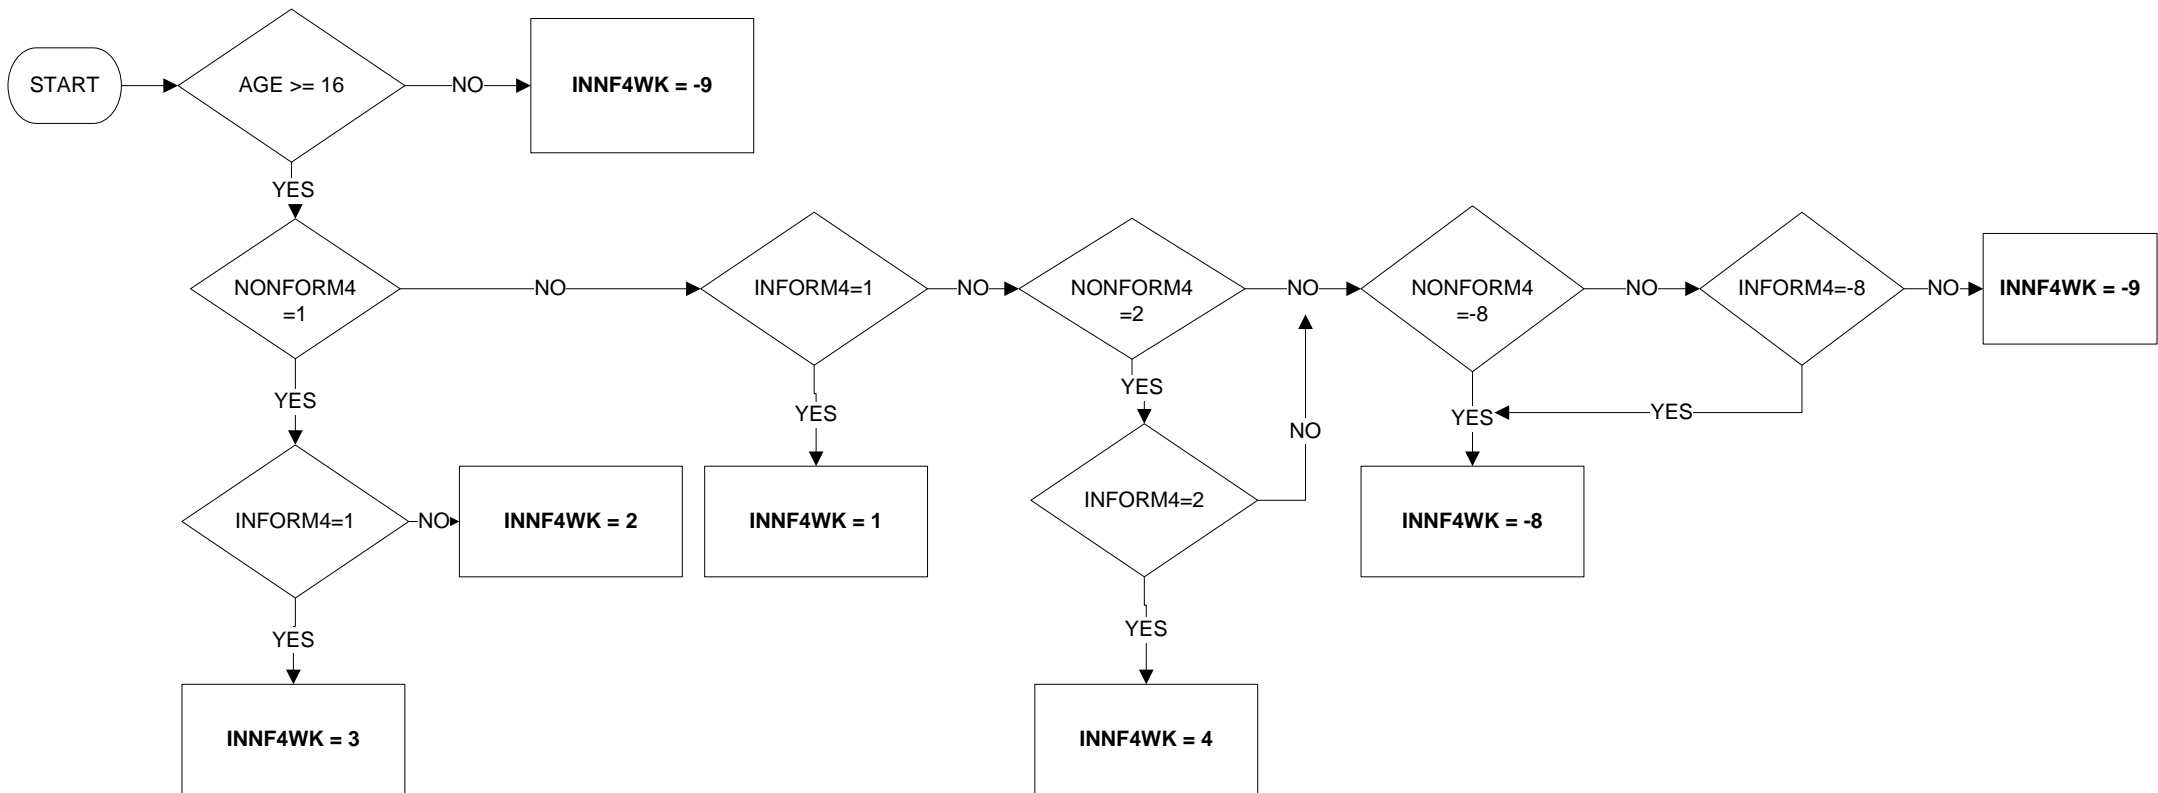 START
AGE >= 16
NO
INNF4WK = -9
YES
NONFORM4
=1
NO
INFORM4=1
NO
NONFORM4
=2
NO
NONFORM4
=-8
NO
INFORM4=-8
NO
INNF4WK = -9
YES
YES
YES
NO
YES
YES
INFORM4=1
NO
INNF4WK = 2
INNF4WK = 1
INFORM4=2
INNF4WK = -8
YES
YES
INNF4WK = 3
INNF4WK = 4